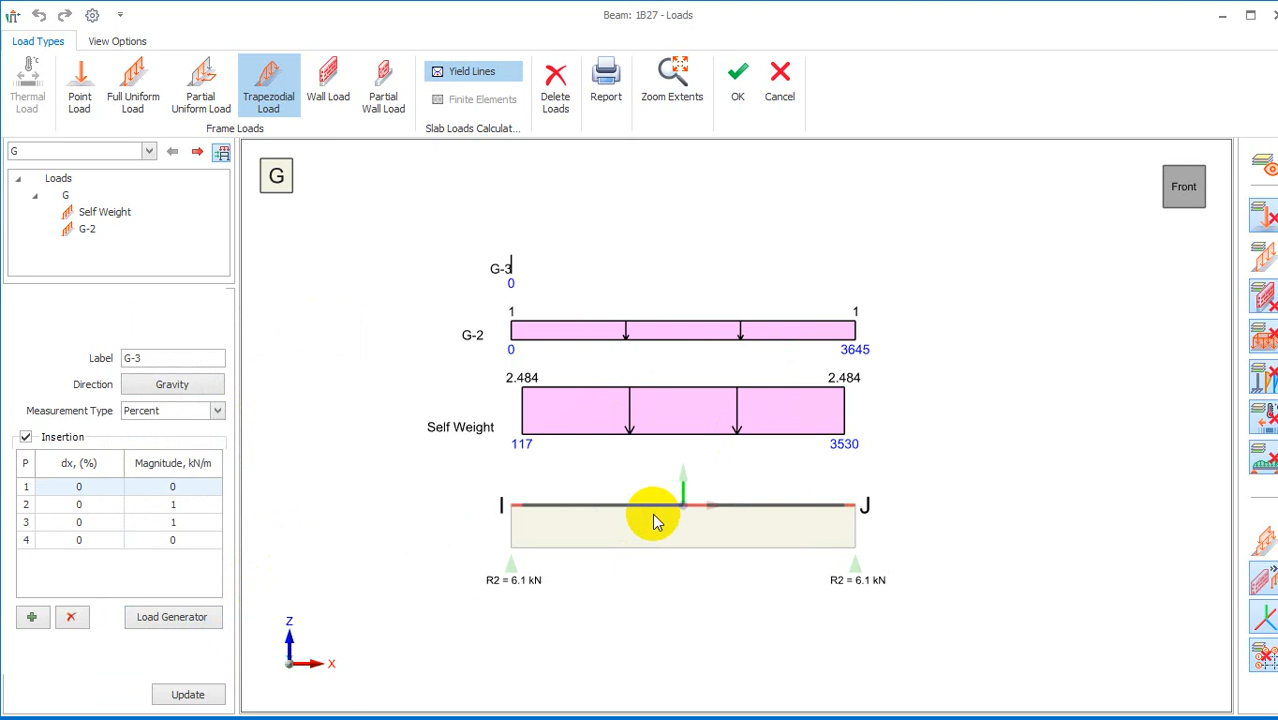 Beam: 1B27 - Loads
Load Types
View Options
Thermal Load
Point Load
Full Uniform Load
Partial Uniform Load
Trapezodial Load
Wall Load
Partial Wall Load
Yield Lines
Finite Elements
Delete Loads
Report
Zoom Extents
OK
Cancel
Frame Loads
Slab Loads Calculat...
G
Loads
G
Self Weight
G-2
Label G-3
Direction Gravity
Measurement Type Percent
Insertion
P dx, (%) Magnitude, kN/m
1 0 0
2 0 1
3 0 1
4 0 0
Load Generator
Update
G
Front
G-3
0
1 1
G-2
0 3645
2.484 2.484
Self Weight
117 3530
I J
R2 = 6.1 kN R2 = 6.1 kN
Z
X